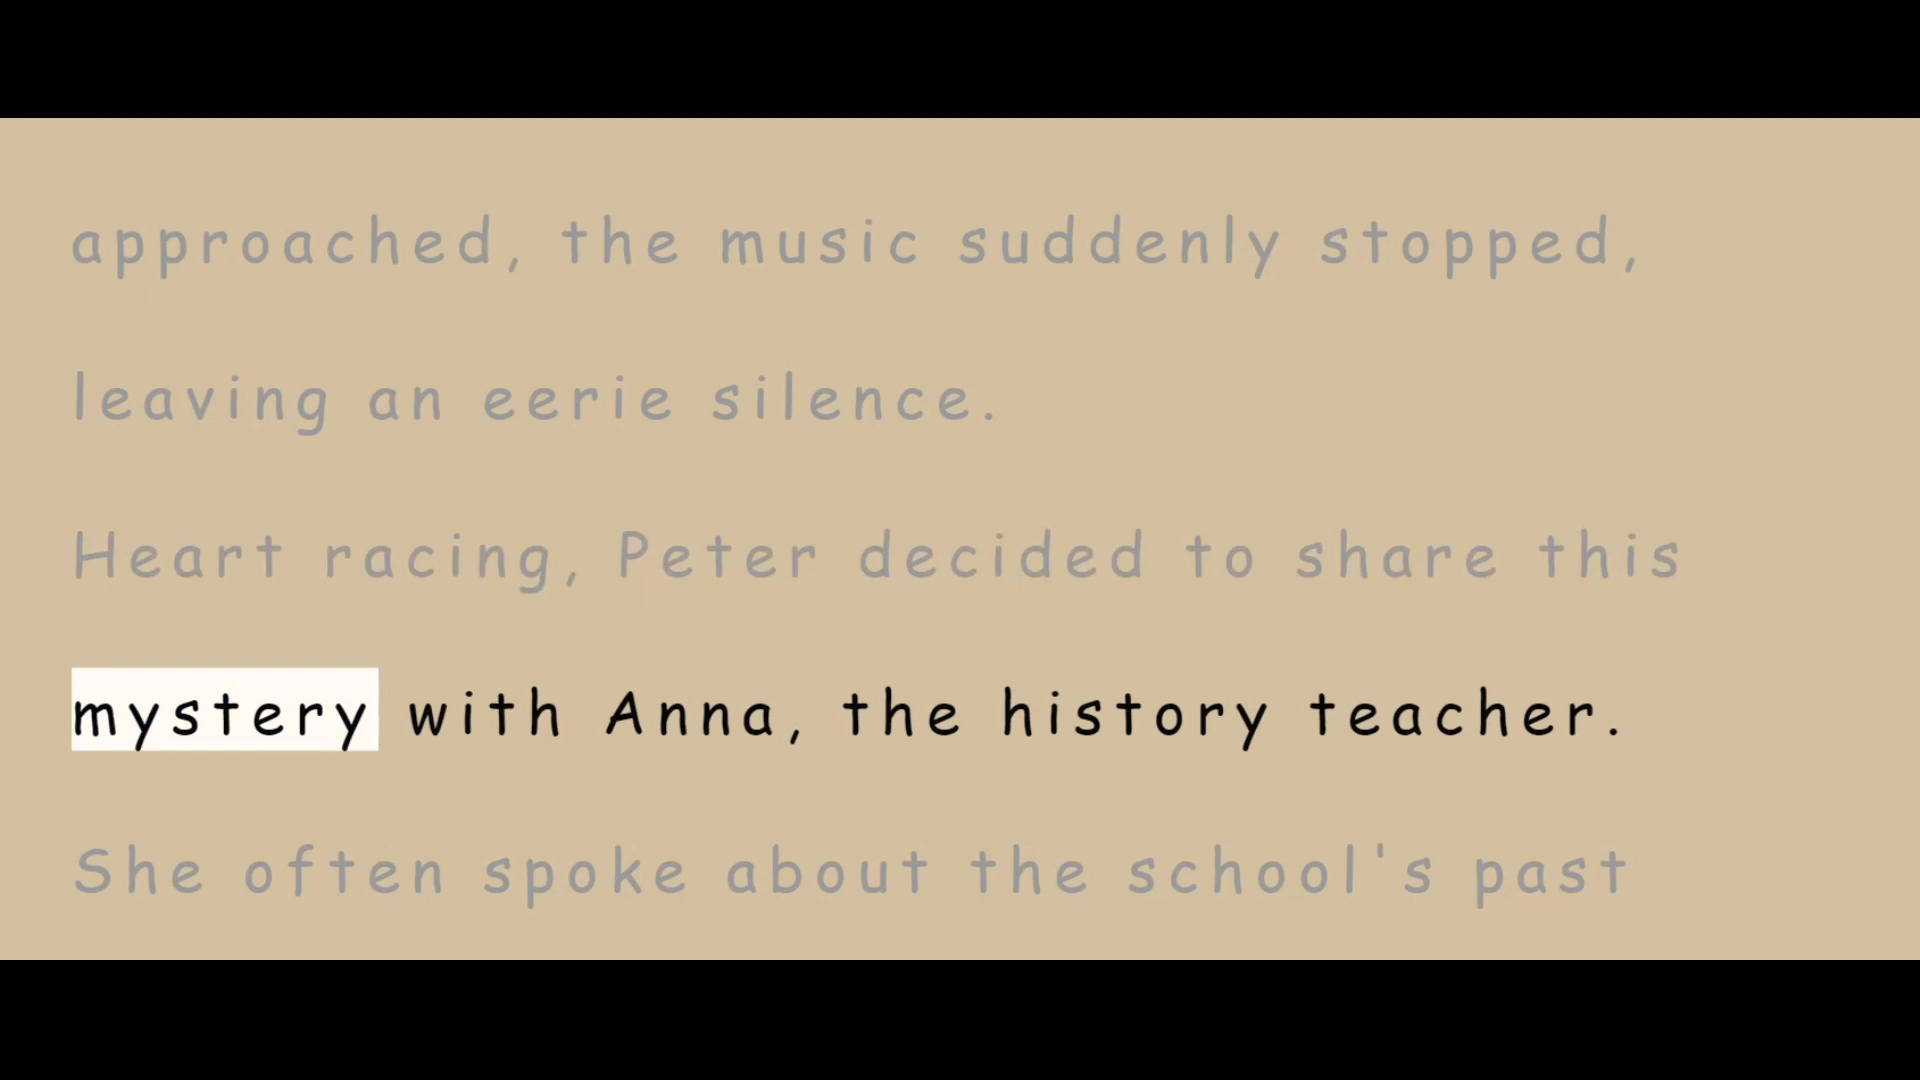 approached, the music suddenly stopped,
leaving an eerie silence.
Heart racing, Peter decided to share this
mystery with Anna, the history teacher.
She often spoke about the school's past